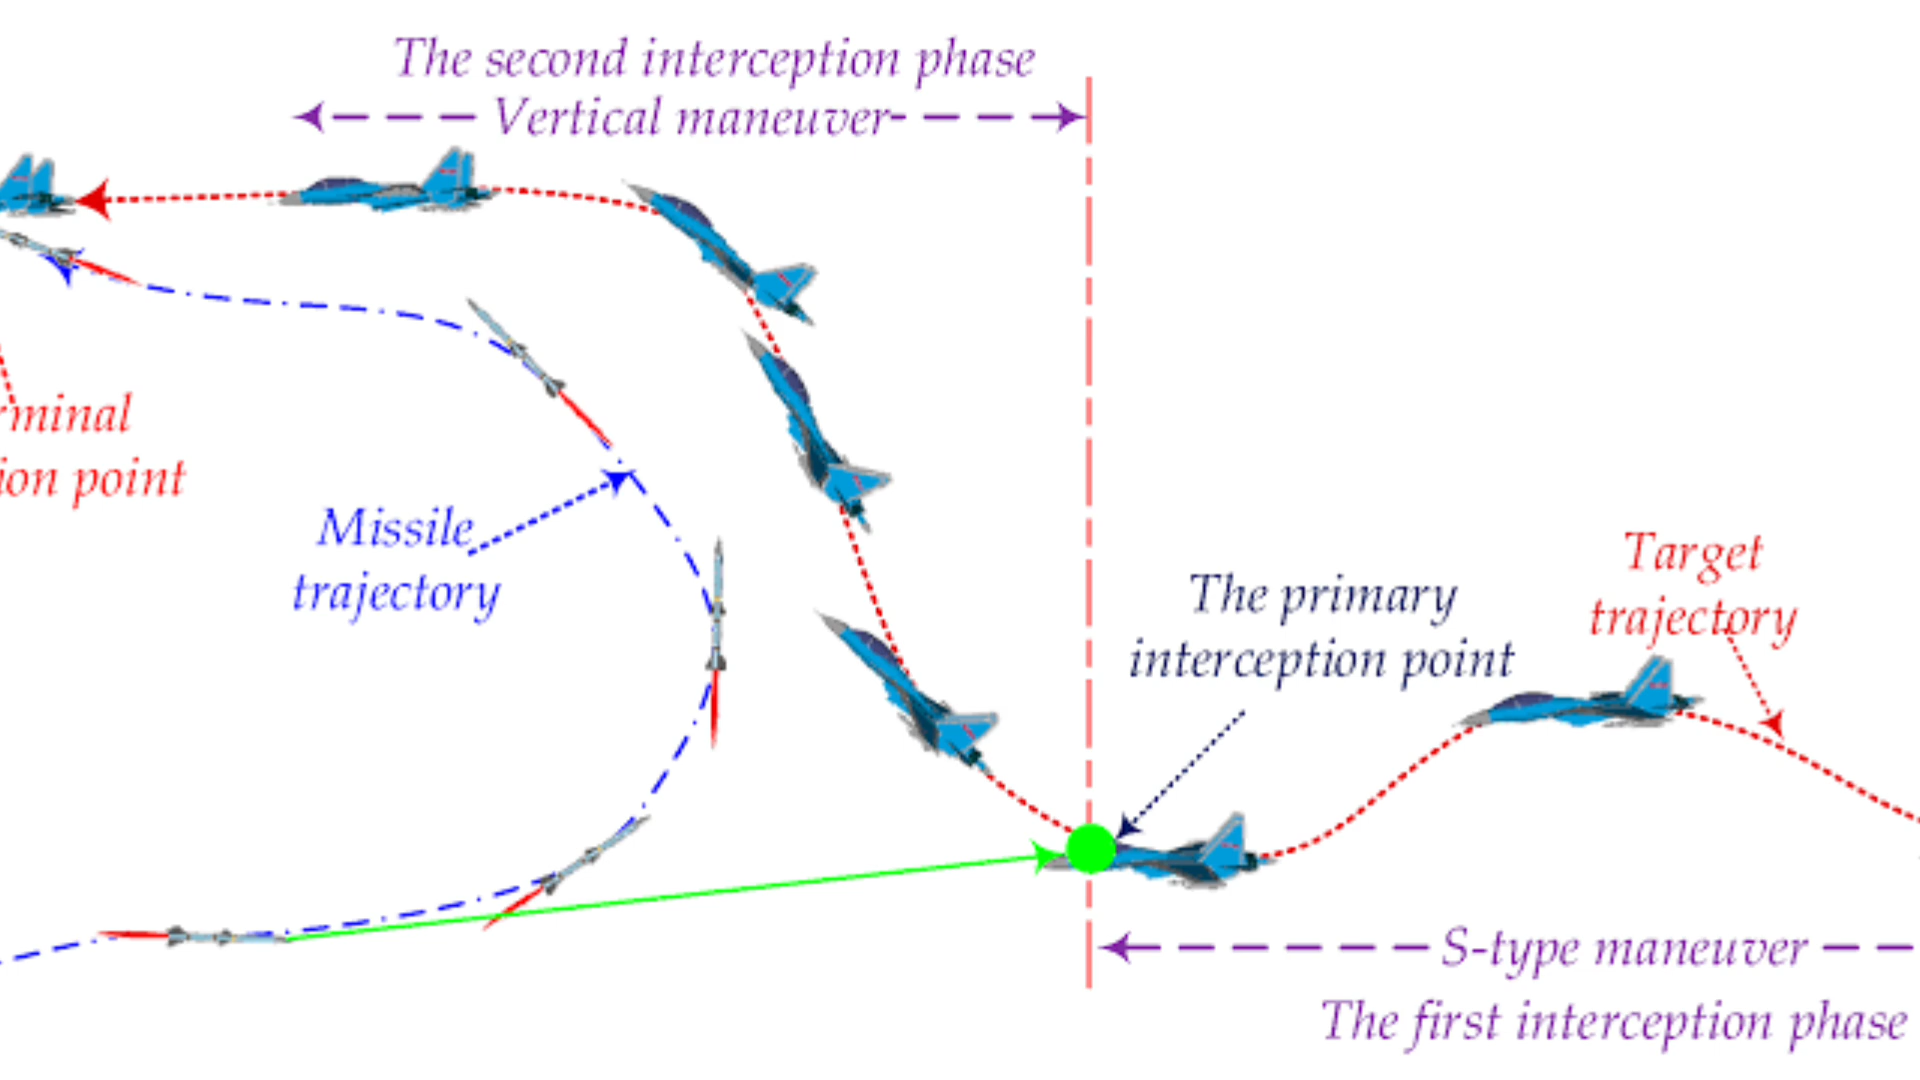 The second interception phase
Vertical maneuver
rminal
ion point
Missile
trajectory
The primary
interception point
Target
trajectory
S-type maneuver
The first interception phase